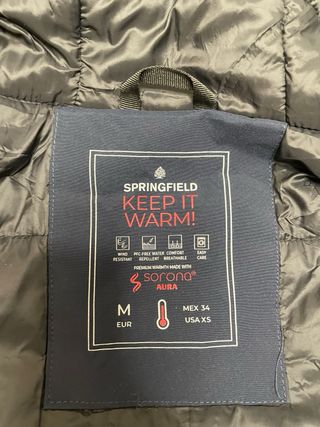 SPRINGFIELD
KEEP IT
WARM!
WIND RESISTANT
PFC-FREE WATER REPELLENT
COMFORT BREATHABLE
EASY CARE
PREMIUM WARMTH MADE WITH
sorona®
AURA
M
EUR
MEX 34
USA XS